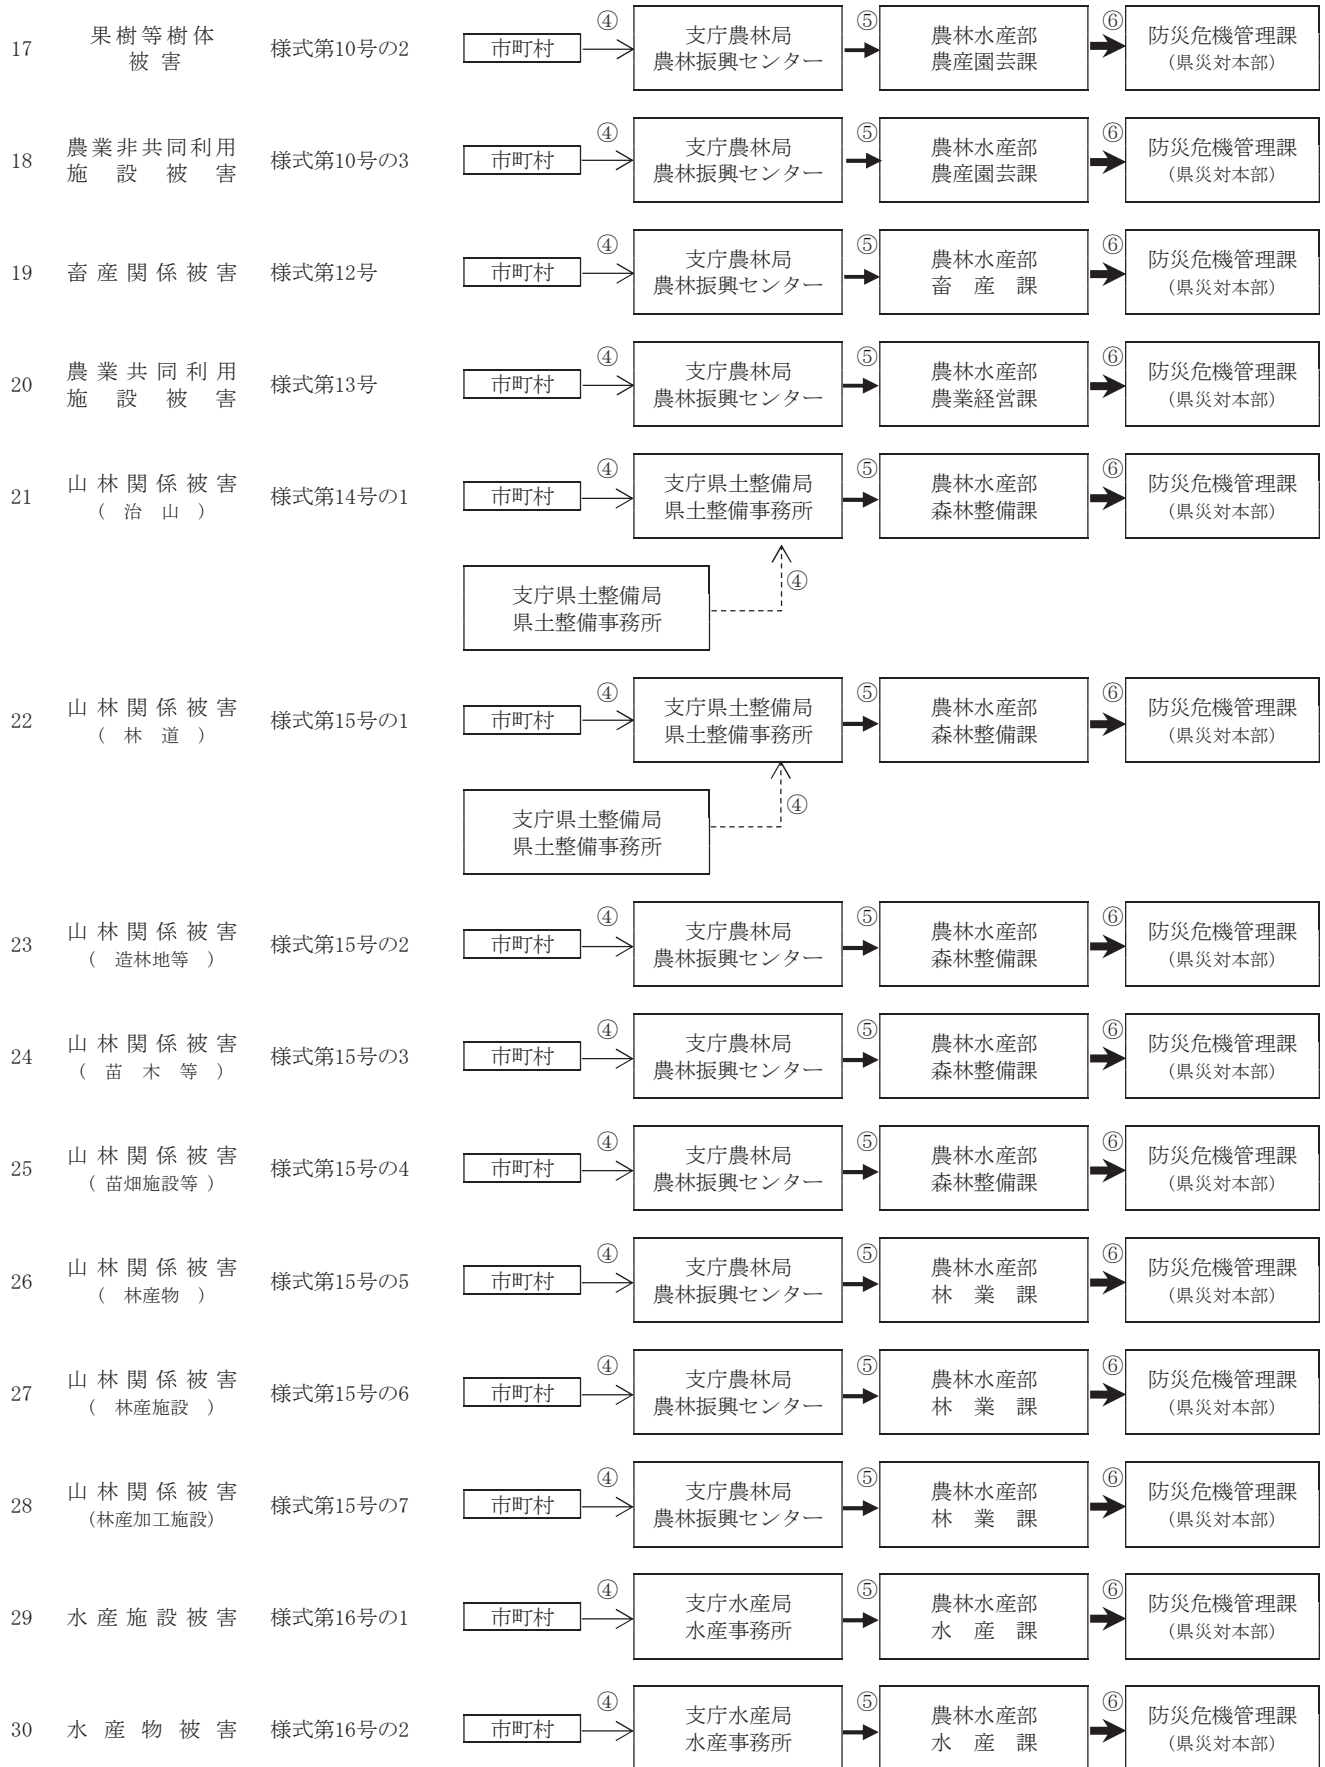 17 果樹等樹体 被害 様式第10号の2 市町村 ④ 支庁農林局 農林振興センター ⑤ 農林水産部 農産園芸課 ⑥ 防災危機管理課 (県災対本部)
18 農業非共同利用 施設被害 様式第10号の3 市町村 ④ 支庁農林局 農林振興センター ⑤ 農林水産部 農産園芸課 ⑥ 防災危機管理課 (県災対本部)
19 畜産関係被害 様式第12号 市町村 ④ 支庁農林局 農林振興センター ⑤ 農林水産部 畜産課 ⑥ 防災危機管理課 (県災対本部)
20 農業共同利用 施設被害 様式第13号 市町村 ④ 支庁農林局 農林振興センター ⑤ 農林水産部 農業経営課 ⑥ 防災危機管理課 (県災対本部)
21 山林関係被害 (治山) 様式第14号の1 市町村 ④ 支庁県土整備局 県土整備事務所 ⑤ 農林水産部 森林整備課 ⑥ 防災危機管理課 (県災対本部)
支庁県土整備局 県土整備事務所 ④
22 山林関係被害 (林道) 様式第15号の1 市町村 ④ 支庁県土整備局 県土整備事務所 ⑤ 農林水産部 森林整備課 ⑥ 防災危機管理課 (県災対本部)
支庁県土整備局 県土整備事務所 ④
23 山林関係被害 (造林地等) 様式第15号の2 市町村 ④ 支庁農林局 農林振興センター ⑤ 農林水産部 森林整備課 ⑥ 防災危機管理課 (県災対本部)
24 山林関係被害 (苗木等) 様式第15号の3 市町村 ④ 支庁農林局 農林振興センター ⑤ 農林水産部 森林整備課 ⑥ 防災危機管理課 (県災対本部)
25 山林関係被害 (苗畑施設等) 様式第15号の4 市町村 ④ 支庁農林局 農林振興センター ⑤ 農林水産部 森林整備課 ⑥ 防災危機管理課 (県災対本部)
26 山林関係被害 (林産物) 様式第15号の5 市町村 ④ 支庁農林局 農林振興センター ⑤ 農林水産部 林業課 ⑥ 防災危機管理課 (県災対本部)
27 山林関係被害 (林産施設) 様式第15号の6 市町村 ④ 支庁農林局 農林振興センター ⑤ 農林水産部 林業課 ⑥ 防災危機管理課 (県災対本部)
28 山林関係被害 (林産加工施設) 様式第15号の7 市町村 ④ 支庁農林局 農林振興センター ⑤ 農林水産部 林業課 ⑥ 防災危機管理課 (県災対本部)
29 水産施設被害 様式第16号の1 市町村 ④ 支庁水産局 水産事務所 ⑤ 農林水産部 水産課 ⑥ 防災危機管理課 (県災対本部)
30 水産物被害 様式第16号の2 市町村 ④ 支庁水産局 水産事務所 ⑤ 農林水産部 水産課 ⑥ 防災危機管理課 (県災対本部)